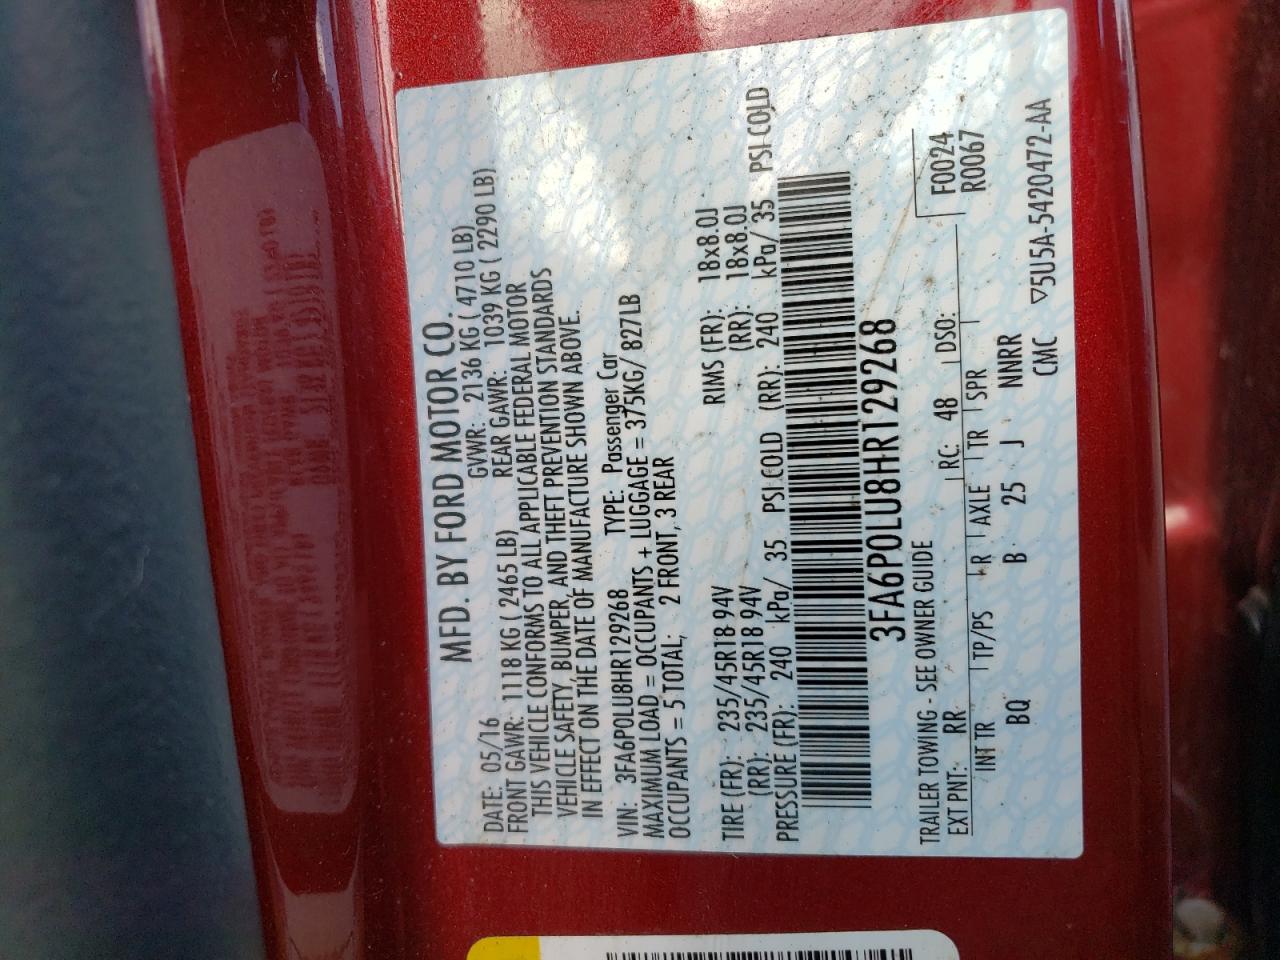 MFD. BY FORD MOTOR CO.
DATE: 05/16 GVWR: 2136 KG ( 4710 LB)
FRONT GAWR: 1118 KG ( 2465 LB) REAR GAWR: 1039 KG ( 2290 LB)
THIS VEHICLE CONFORMS TO ALL APPLICABLE FEDERAL MOTOR
VEHICLE SAFETY, BUMPER, AND THEFT PREVENTION STANDARDS
IN EFFECT ON THE DATE OF MANUFACTURE SHOWN ABOVE.
VIN: 3FA6P0LU8HR129268 TYPE: Passenger Car
MAXIMUM LOAD = OCCUPANTS + LUGGAGE = 375KG/ 827LB
OCCUPANTS = 5 TOTAL; 2 FRONT, 3 REAR
TIRE (FR): 235/45R18 94V RIMS (FR): 18x8.0J
(RR): 235/45R18 94V (RR): 18x8.0J
PRESSURE (FR): 240 kPa/ 35 PSI COLD (RR): 240 kPa/ 35 PSI COLD
3FA6P0LU8HR129268
TRAILER TOWING - SEE OWNER GUIDE F0024
EXT PNT: RR RC: 48 DSO: R0067
INT TR TP/PS R AXLE TR SPR
BQ B 25 J NNRR
CMC ▽5U5A-5420472-AA